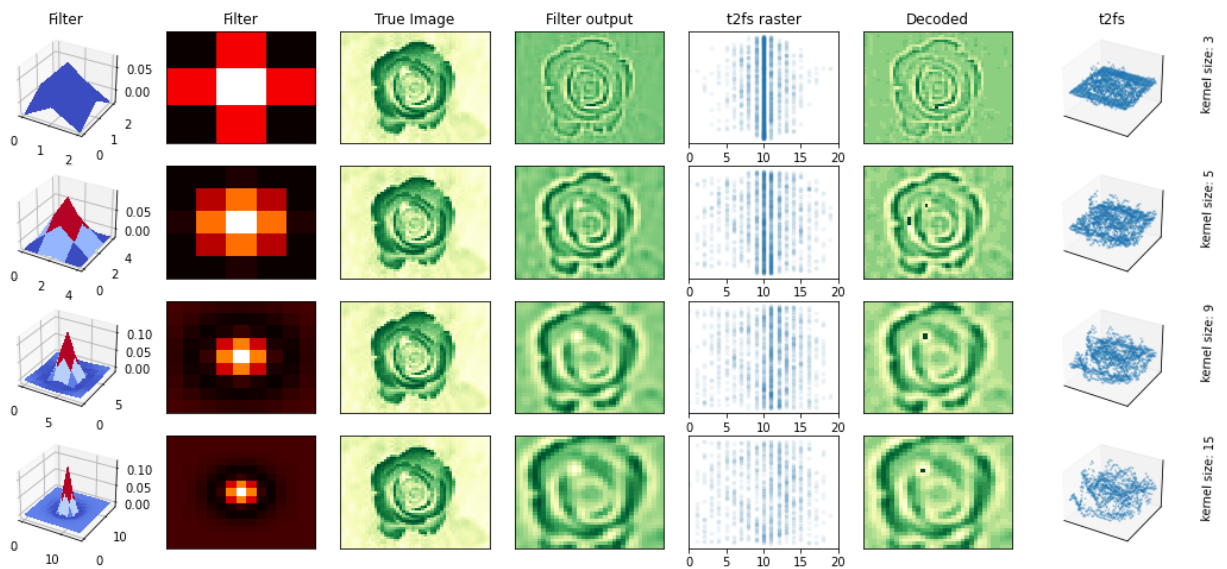 Filter Filter True Image Filter output t2fs raster Decoded t2fs
0.05
0.00
0 1 2 0 1 2
0 5 10 15 20
kernel size: 3
0.05
0.00
0 2 4 0 2 4
0 5 10 15 20
kernel size: 5
0.10
0.05
0.00
0 5 0 5
0 5 10 15 20
kernel size: 9
0.10
0.05
0.00
0 10 0 10
0 5 10 15 20
kernel size: 15